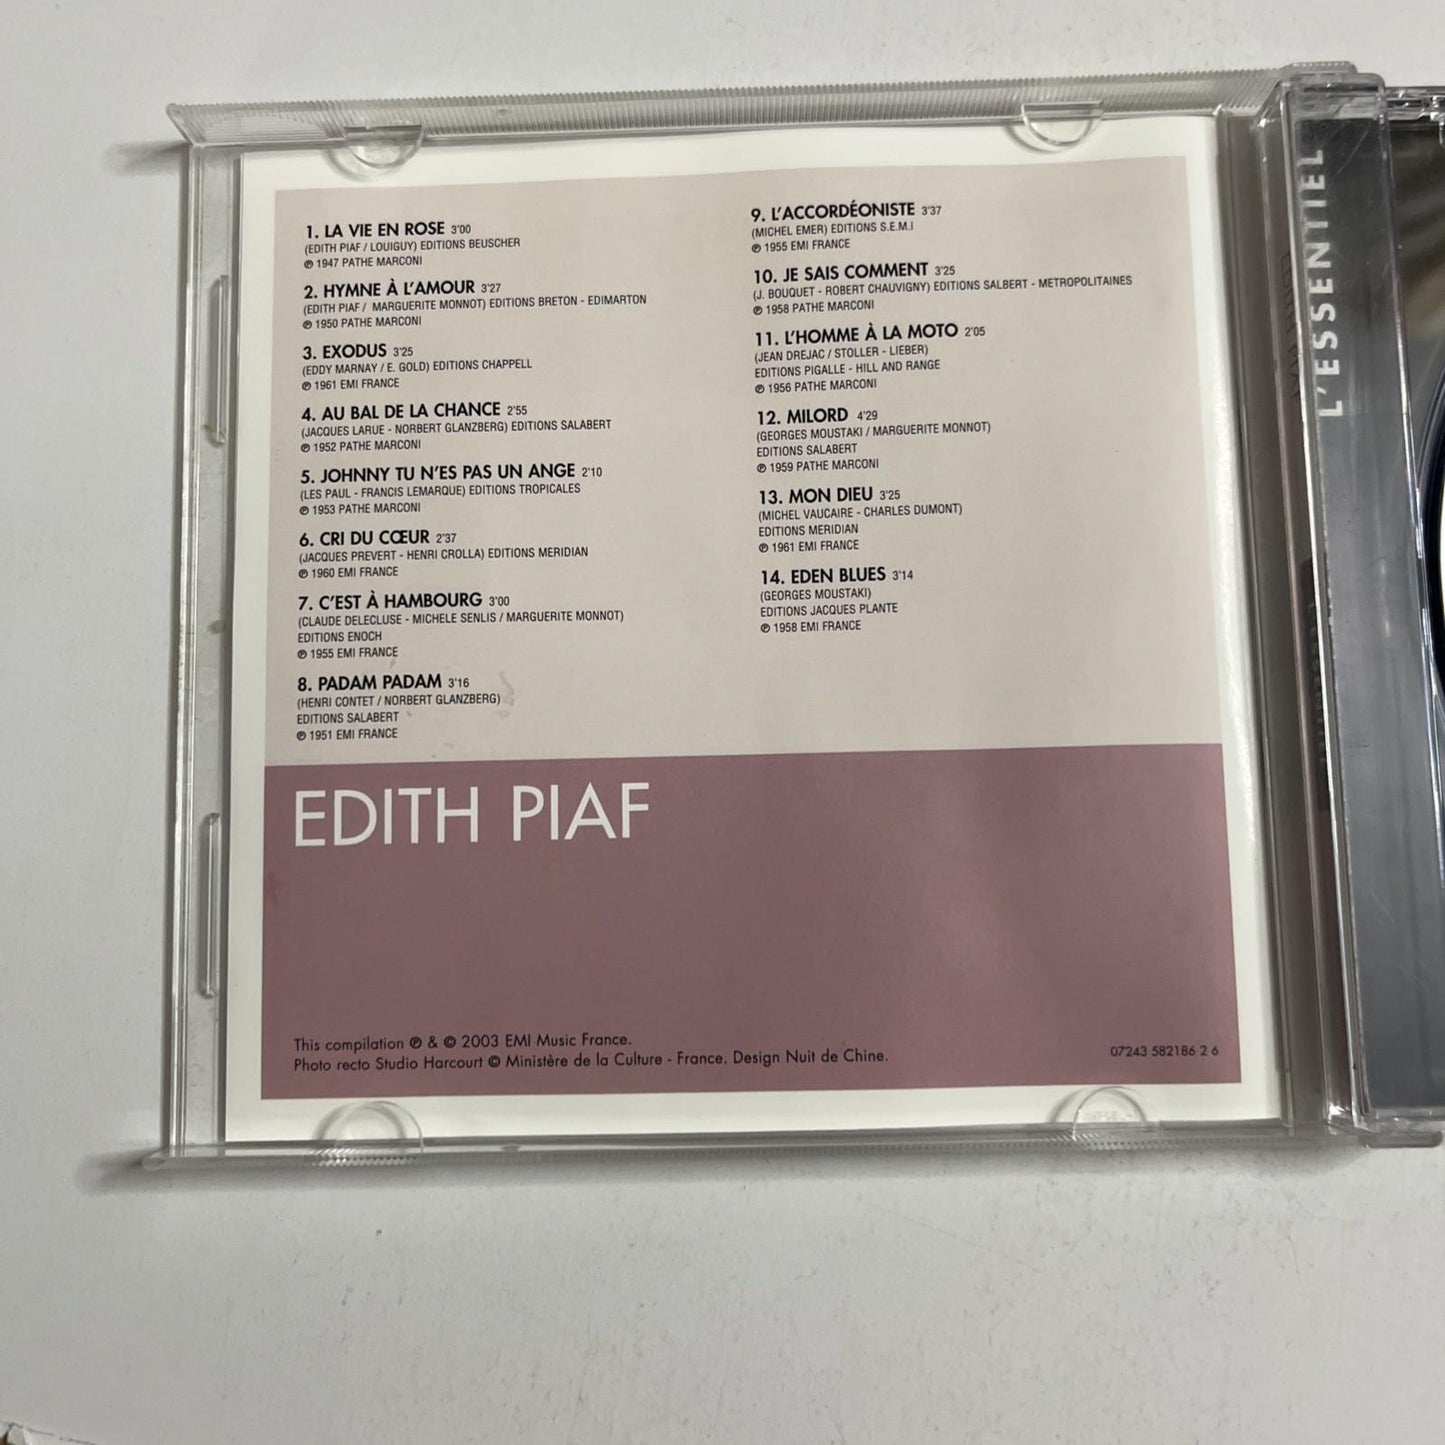 1. LA VIE EN ROSE 3'00
(EDITH PIAF / LOUIGUY) EDITIONS BEUSCHER
℗ 1947 PATHE MARCONI
2. HYMNE À L'AMOUR 3'27
(EDITH PIAF / MARGUERITE MONNOT) EDITIONS BRETON - EDIMARTON
℗ 1950 PATHE MARCONI
3. EXODUS 3'25
(EDDY MARNAY / E. GOLD) EDITIONS CHAPPELL
℗ 1961 EMI FRANCE
4. AU BAL DE LA CHANCE 2'55
(JACQUES LARUE - NORBERT GLANZBERG) EDITIONS SALABERT
℗ 1952 PATHE MARCONI
5. JOHNNY TU N'ES PAS UN ANGE 2'10
(LES PAUL - FRANCIS LEMARQUE) EDITIONS TROPICALES
℗ 1953 PATHE MARCONI
6. CRI DU CŒUR 2'37
(JACQUES PREVERT - HENRI CROLLA) EDITIONS MERIDIAN
℗ 1960 EMI FRANCE
7. C'EST À HAMBOURG 3'00
(CLAUDE DELECLUSE - MICHELE SENLIS / MARGUERITE MONNOT)
EDITIONS ENOCH
℗ 1955 EMI FRANCE
8. PADAM PADAM 3'16
(HENRI CONTET / NORBERT GLANZBERG)
EDITIONS SALABERT
℗ 1951 EMI FRANCE
9. L'ACCORDÉONISTE 3'37
(MICHEL EMER) EDITIONS S.E.M.I
℗ 1955 EMI FRANCE
10. JE SAIS COMMENT 3'25
(J. BOUQUET - ROBERT CHAUVIGNY) EDITIONS SALBERT - METROPOLITAINES
℗ 1958 PATHE MARCONI
11. L'HOMME À LA MOTO 2'05
(JEAN DREJAC / STOLLER - LIEBER)
EDITIONS PIGALLE - HILL AND RANGE
℗ 1956 PATHE MARCONI
12. MILORD 4'29
(GEORGES MOUSTAKI / MARGUERITE MONNOT)
EDITIONS SALABERT
℗ 1959 PATHE MARCONI
13. MON DIEU 3'25
(MICHEL VAUCAIRE - CHARLES DUMONT)
EDITIONS MERIDIAN
℗ 1961 EMI FRANCE
14. EDEN BLUES 3'14
(GEORGES MOUSTAKI)
EDITIONS JACQUES PLANTE
℗ 1958 EMI FRANCE
EDITH PIAF
This compilation ℗ & © 2003 EMI Music France.
Photo recto Studio Harcourt © Ministère de la Culture - France. Design Nuit de Chine.
07243 582186 2 6
L'ESSENTIEL